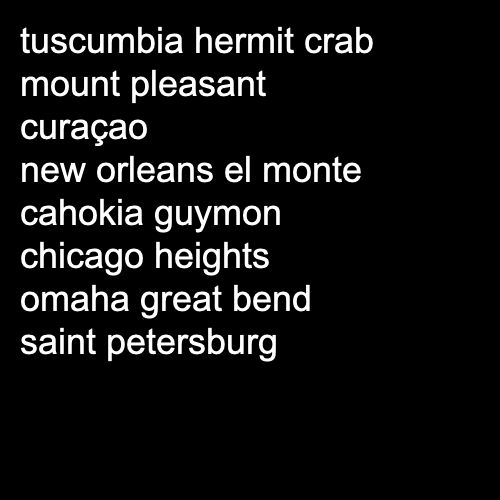 tuscumbia hermit crab
mount pleasant
curaçao
new orleans el monte
cahokia guymon
chicago heights
omaha great bend
saint petersburg